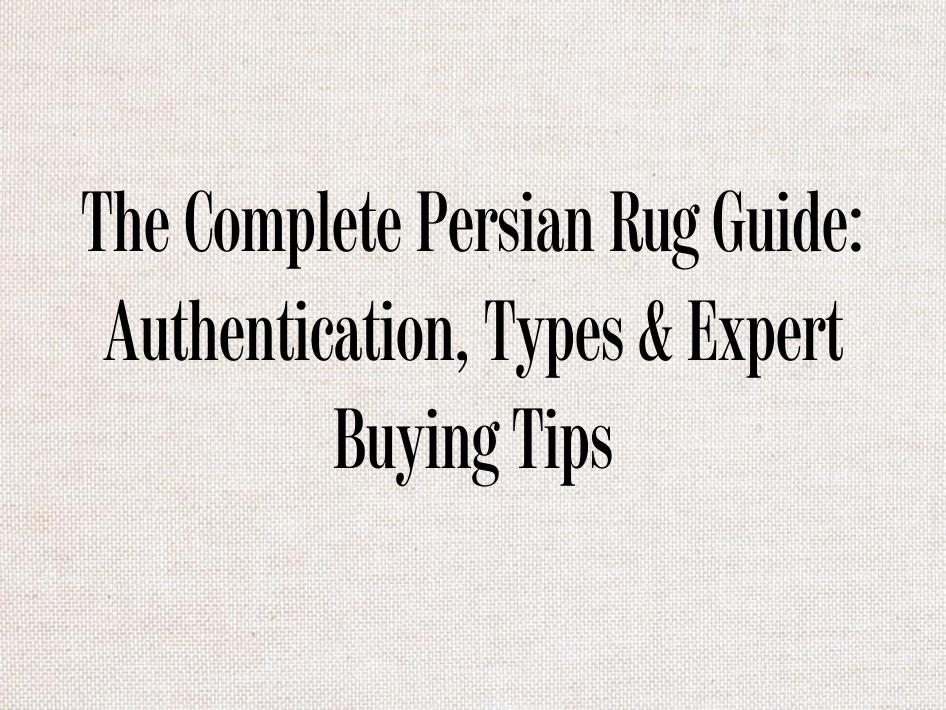 The Complete Persian Rug Guide:
Authentication, Types & Expert
Buying Tips